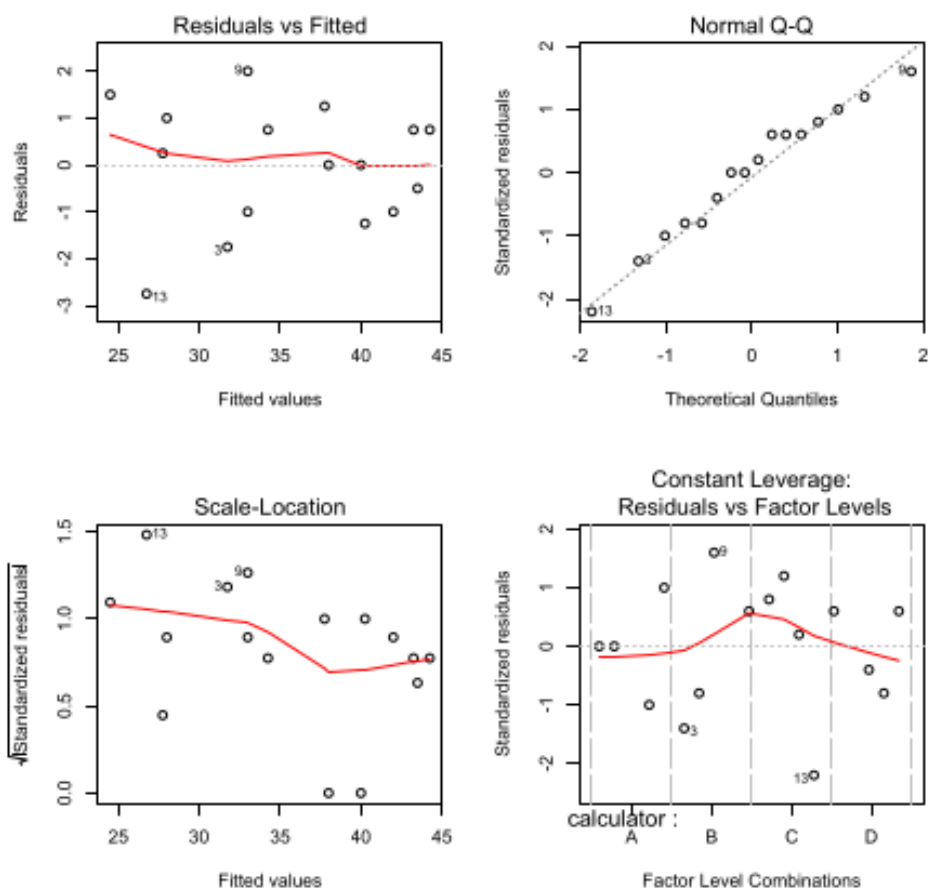 Residuals vs Fitted
Residuals
2
1
0
-1
-2
-3
9
3
13
25 30 35 40 45
Fitted values
Normal Q-Q
Standardized residuals
2
1
0
-1
-2
9
3
13
-2 -1 0 1 2
Theoretical Quantiles
Scale-Location
√|Standardized residuals|
1.5
1.0
0.5
0.0
13
9
3
25 30 35 40 45
Fitted values
Constant Leverage:
Residuals vs Factor Levels
Standardized residuals
2
1
0
-1
-2
9
3
13
calculator :
A B C D
Factor Level Combinations